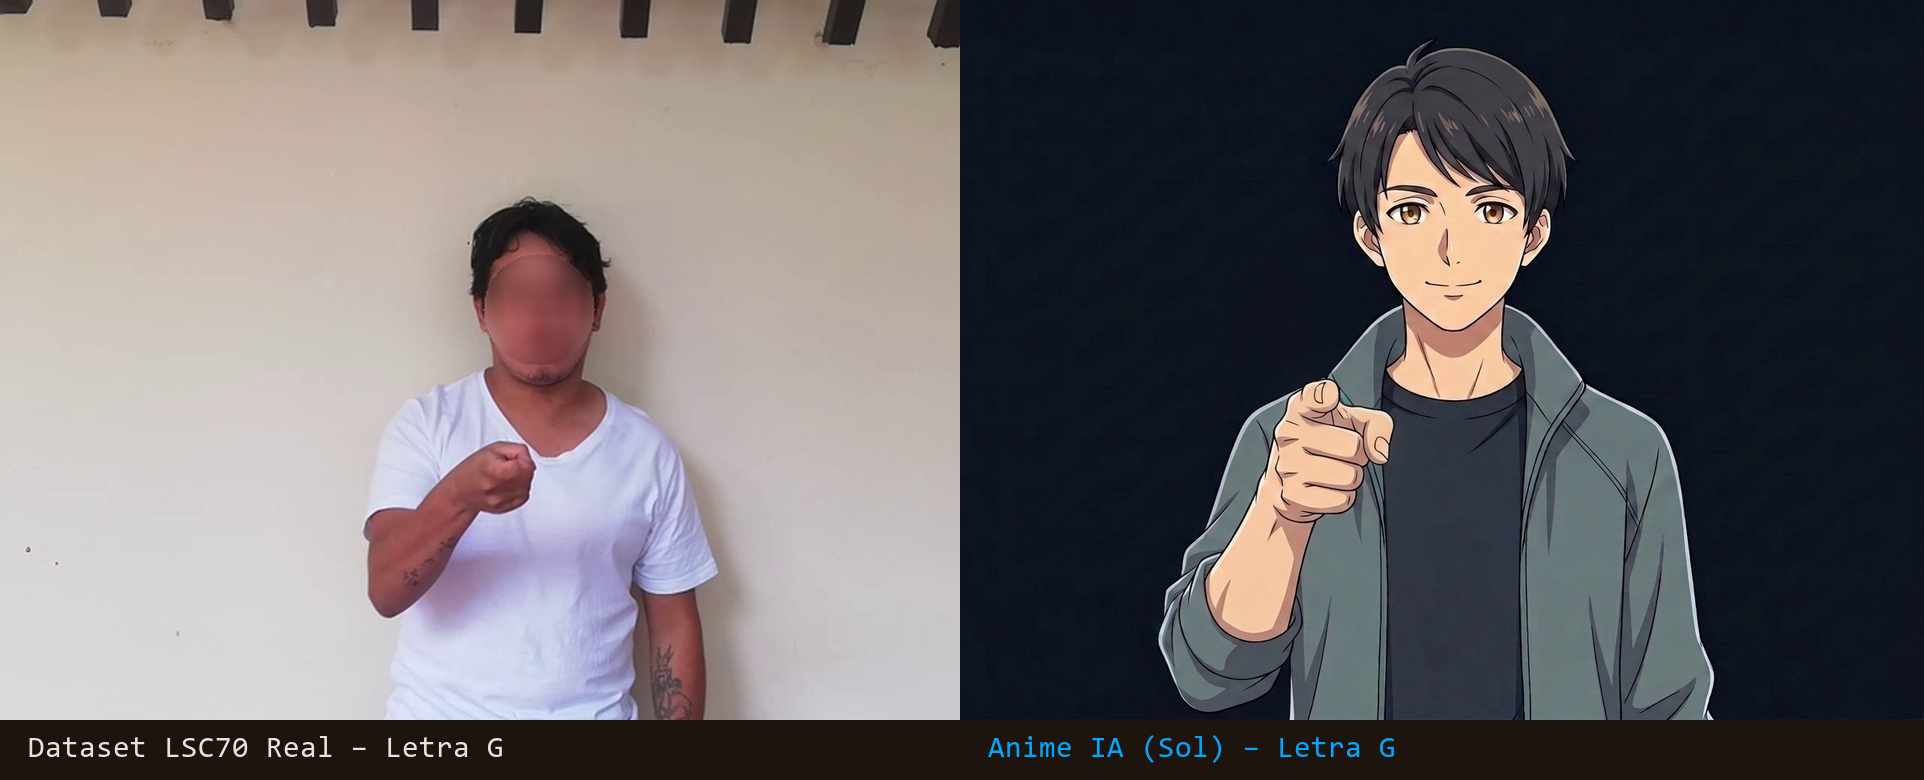 Dataset LSC70 Real – Letra G
Anime IA (Sol) – Letra G